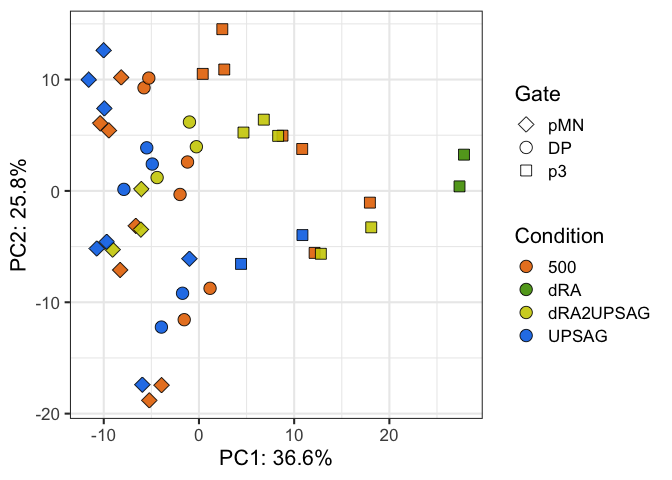 10
0
-10
-20
PC2: 25.8%
-10
0
10
20
PC1: 36.6%
Gate
pMN
DP
p3
Condition
500
dRA
dRA2UPSAG
UPSAG